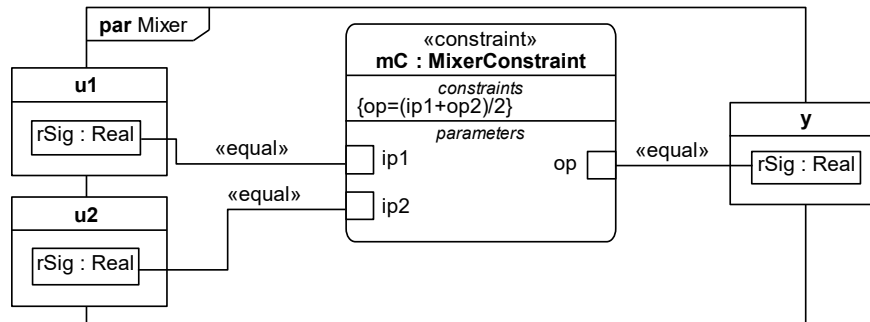 par Mixer
«constraint»
mC : MixerConstraint
constraints
{op=(ip1+op2)/2}
parameters
u1
rSig : Real
«equal»
ip1
op
«equal»
y
rSig : Real
u2
rSig : Real
«equal»
ip2